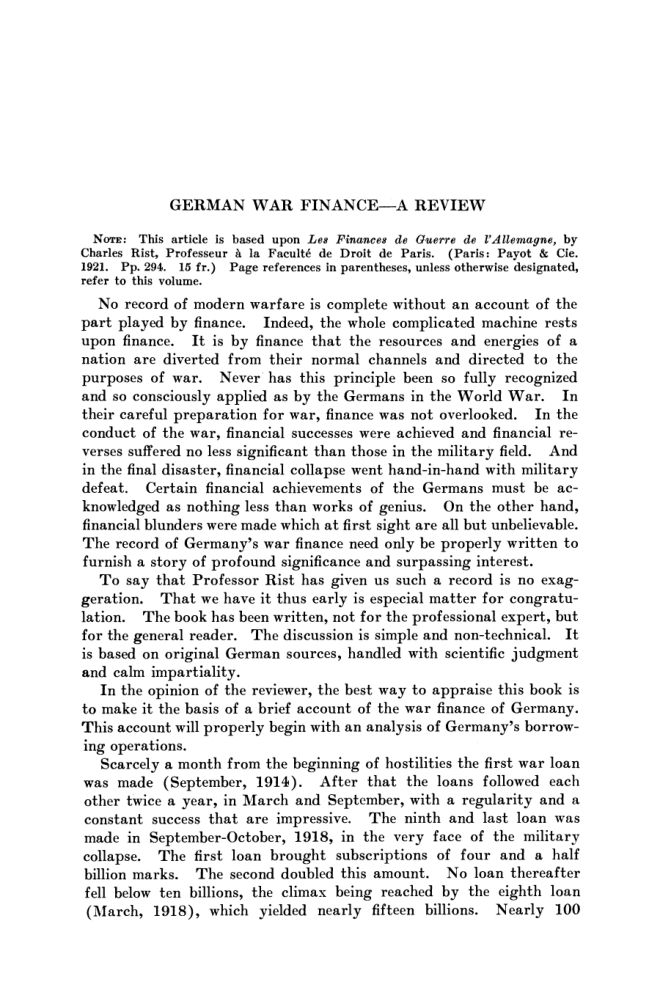 GERMAN WAR FINANCE—A REVIEW
NOTE: This article is based upon Les Finances de Guerre de l'Allemagne, by
Charles Rist, Professeur à la Faculté de Droit de Paris. (Paris: Payot & Cie.
1921. Pp. 294. 15 fr.) Page references in parentheses, unless otherwise designated,
refer to this volume.
No record of modern warfare is complete without an account of the
part played by finance. Indeed, the whole complicated machine rests
upon finance. It is by finance that the resources and energies of a
nation are diverted from their normal channels and directed to the
purposes of war. Never has this principle been so fully recognized
and so consciously applied as by the Germans in the World War. In
their careful preparation for war, finance was not overlooked. In the
conduct of the war, financial successes were achieved and financial re-
verses suffered no less significant than those in the military field. And
in the final disaster, financial collapse went hand-in-hand with military
defeat. Certain financial achievements of the Germans must be ac-
knowledged as nothing less than works of genius. On the other hand,
financial blunders were made which at first sight are all but unbelievable.
The record of Germany's war finance need only be properly written to
furnish a story of profound significance and surpassing interest.
To say that Professor Rist has given us such a record is no exag-
geration. That we have it thus early is especial matter for congratu-
lation. The book has been written, not for the professional expert, but
for the general reader. The discussion is simple and non-technical. It
is based on original German sources, handled with scientific judgment
and calm impartiality.
In the opinion of the reviewer, the best way to appraise this book is
to make it the basis of a brief account of the war finance of Germany.
This account will properly begin with an analysis of Germany's borrow-
ing operations.
Scarcely a month from the beginning of hostilities the first war loan
was made (September, 1914). After that the loans followed each
other twice a year, in March and September, with a regularity and a
constant success that are impressive. The ninth and last loan was
made in September-October, 1918, in the very face of the military
collapse. The first loan brought subscriptions of four and a half
billion marks. The second doubled this amount. No loan thereafter
fell below ten billions, the climax being reached by the eighth loan
(March, 1918), which yielded nearly fifteen billions. Nearly 100